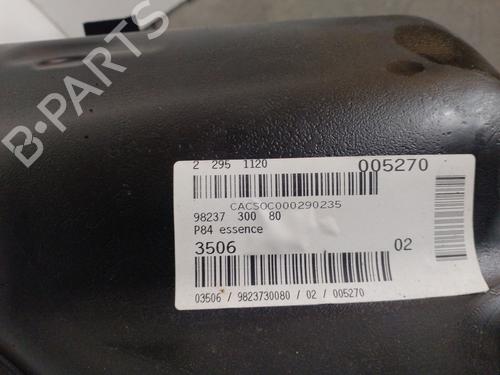 B-PARTS
2 295 1120
005270
CACSOC000290235
98237 300 80
P84 essence
3506
02
03506 / 9823730080 / 02 / 005270